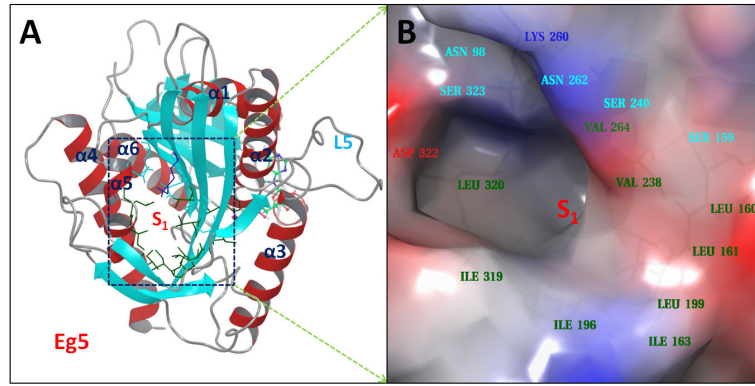 A
α1
α4
α6
α2
L5
α5
S1
α3
Eg5
B
LYS 260
ASN 98
ASN 262
SER 323
SER 240
VAL 264
SER 159
ASP 322
LEU 320
VAL 238
S1
LEU 160
LEU 161
ILE 319
LEU 199
ILE 196
ILE 163